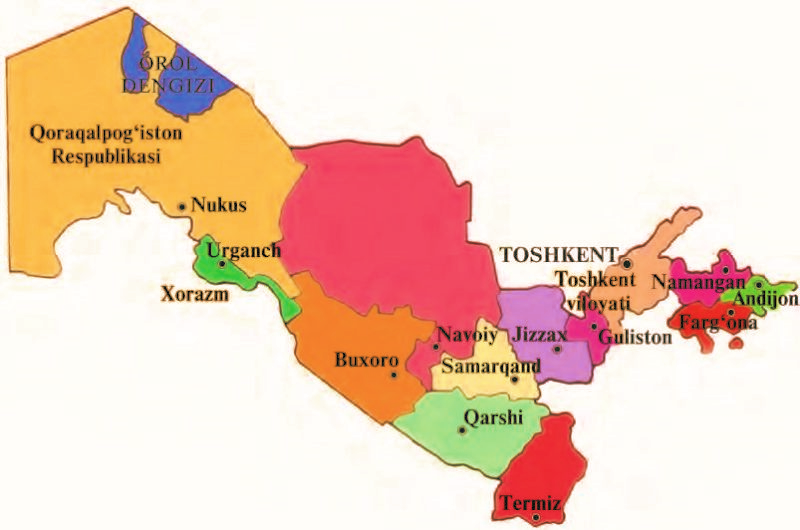 OROL
DENGIZI
Qoraqalpog‘iston
Respublikasi
Nukus
Urganch
Xorazm
TOSHKENT
Toshkent
viloyati
Namangan
Andijon
Farg‘ona
Guliston
Navoiy
Jizzax
Buxoro
Samarqand
Qarshi
Termiz